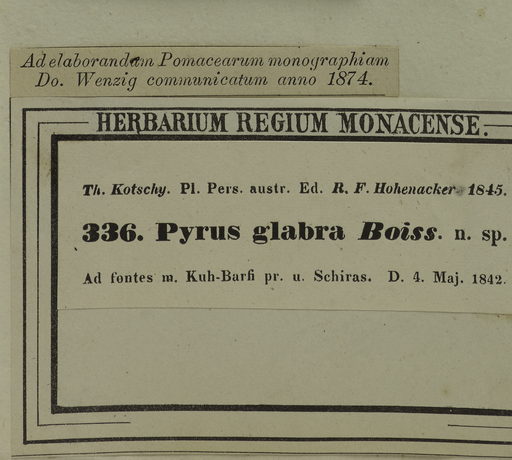 Ad elaborandam Pomacearum monographiam
Do. Wenzig communicatum anno 1874.
HERBARIUM REGIUM MONACENSE.
Th. Kotschy. Pl. Pers. austr. Ed. R. F. Hohenacker 1845.
336. Pyrus glabra Boiss. n. sp.
Ad fontes m. Kuh-Barfi pr. u. Schiras. D. 4. Maj. 1842.